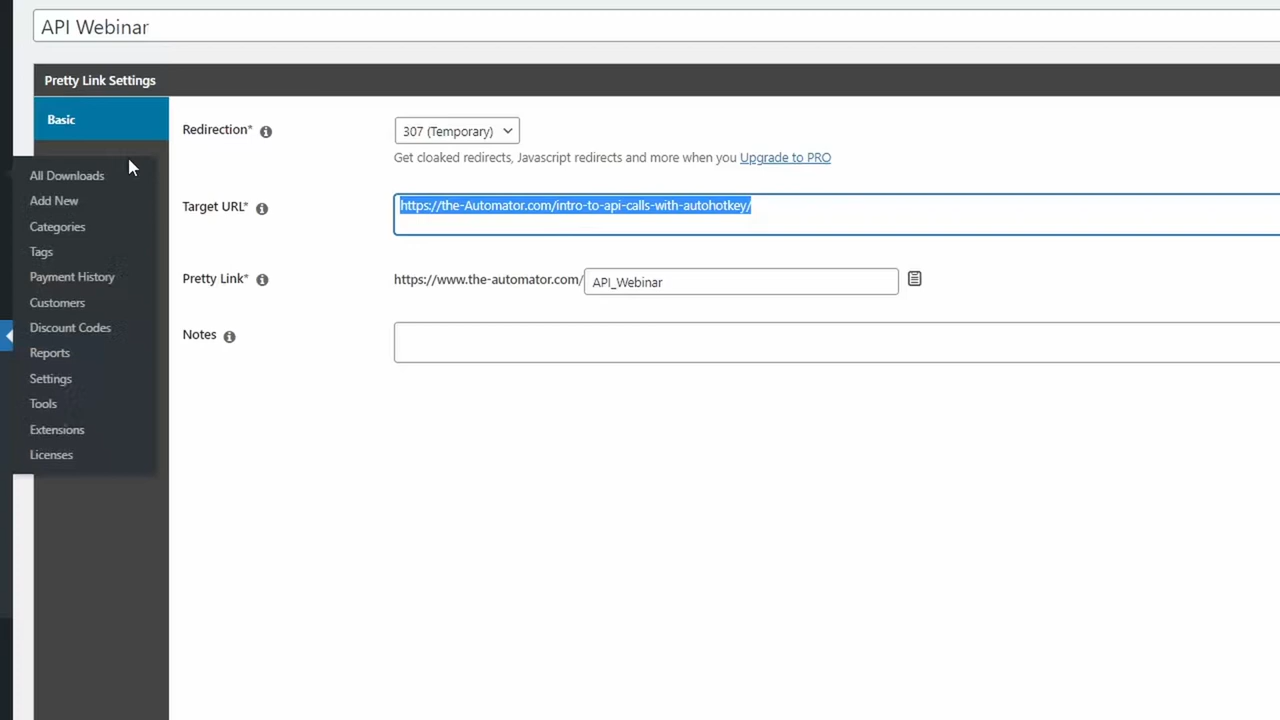 API Webinar
Pretty Link Settings
Basic
All Downloads
Add New
Categories
Tags
Payment History
Customers
Discount Codes
Reports
Settings
Tools
Extensions
Licenses
Redirection*
307 (Temporary)
Get cloaked redirects, Javascript redirects and more when you Upgrade to PRO
Target URL*
https://the-Automator.com/intro-to-api-calls-with-autohotkey/
Pretty Link*
https://www.the-automator.com/ API_Webinar
Notes